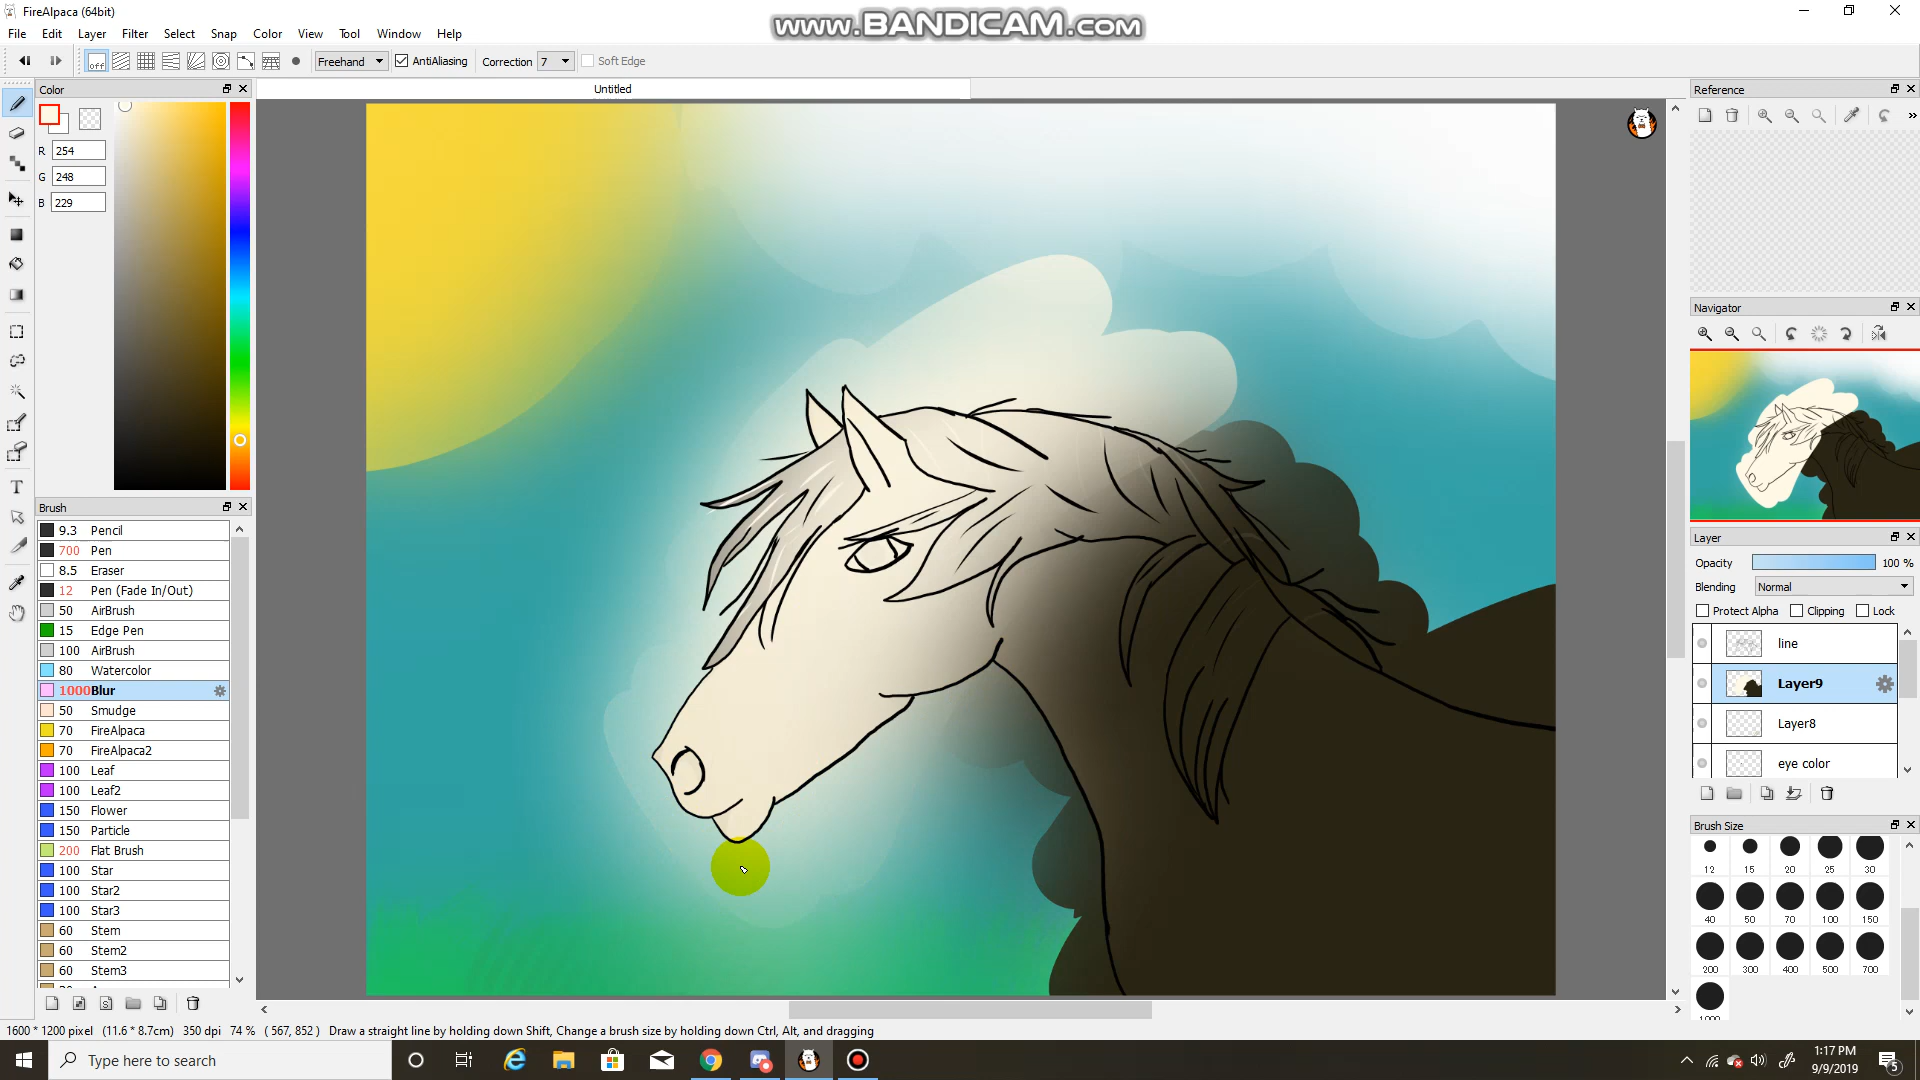 FireAlpaca (64bit)
www.BANDICAM.com
File Edit Layer Filter Select Snap Color View Tool Window Help
off Freehand AntiAliasing Correction 7 Soft Edge
Color
Untitled
Reference
R 254
G 248
B 229
»
Navigator
Brush
9.3 Pencil
700 Pen
8.5 Eraser
12 Pen (Fade In/Out)
50 AirBrush
15 Edge Pen
100 AirBrush
80 Watercolor
1000 Blur
50 Smudge
70 FireAlpaca
70 FireAlpaca2
100 Leaf
100 Leaf2
150 Flower
150 Particle
200 Flat Brush
100 Star
100 Star2
100 Star3
60 Stem
60 Stem2
60 Stem3
Layer
Opacity 100 %
Blending Normal
Protect Alpha Clipping Lock
line
Layer9
Layer8
eye color
Brush Size
12 15 20 25 30
40 50 70 100 150
200 300 400 500 700
1000
1600 * 1200 pixel (11.6 * 8.7cm) 350 dpi 74 % ( 567, 852 ) Draw a straight line by holding down Shift, Change a brush size by holding down Ctrl, Alt, and dragging
Type here to search
1:17 PM
9/9/2019
5